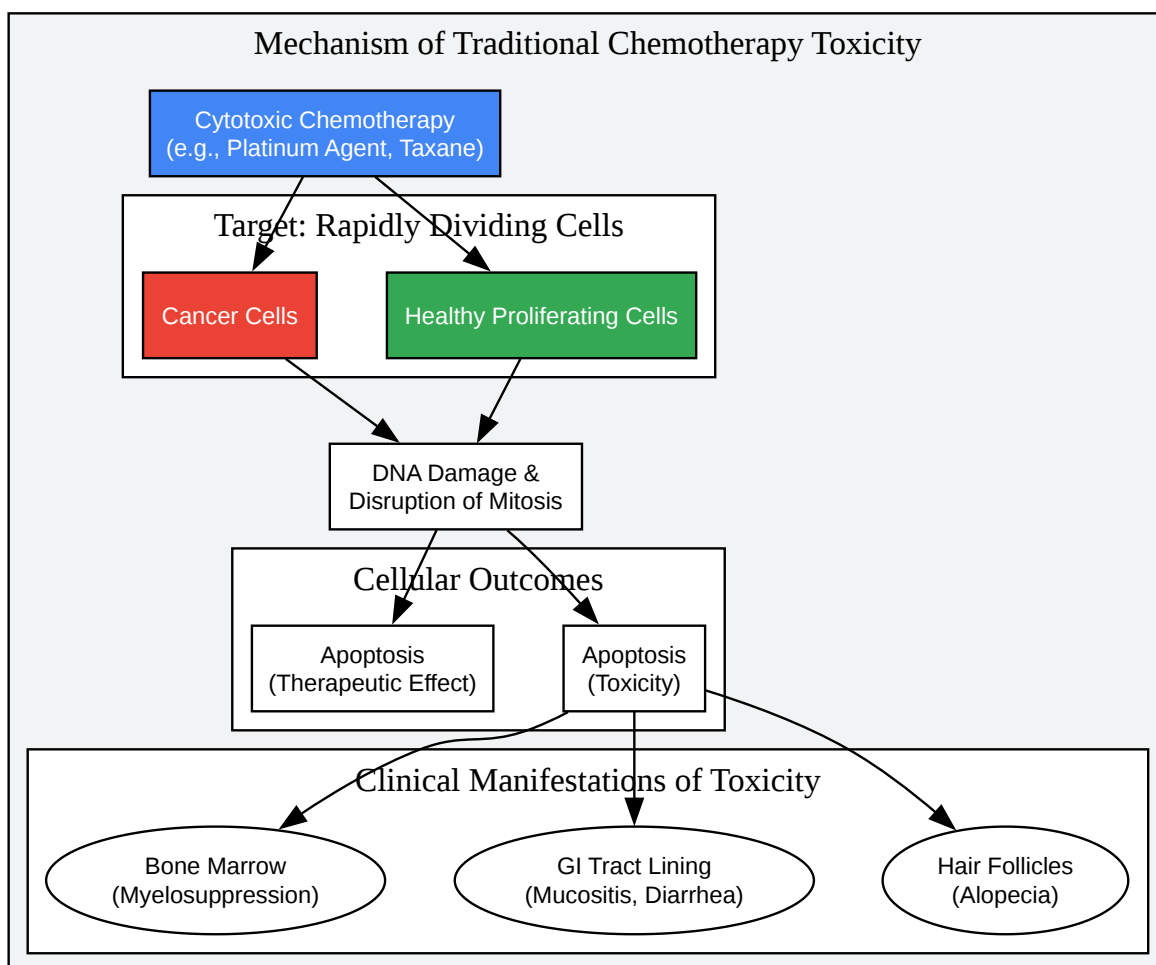 Mechanism of Traditional Chemotherapy Toxicity
Cytotoxic Chemotherapy
(e.g., Platinum Agent, Taxane)
Target: Rapidly Dividing Cells
Cancer Cells
Healthy Proliferating Cells
DNA Damage &
Disruption of Mitosis
Cellular Outcomes
Apoptosis
(Therapeutic Effect)
Apoptosis
(Toxicity)
Clinical Manifestations of Toxicity
Bone Marrow
(Myelosuppression)
GI Tract Lining
(Mucositis, Diarrhea)
Hair Follicles
(Alopecia)